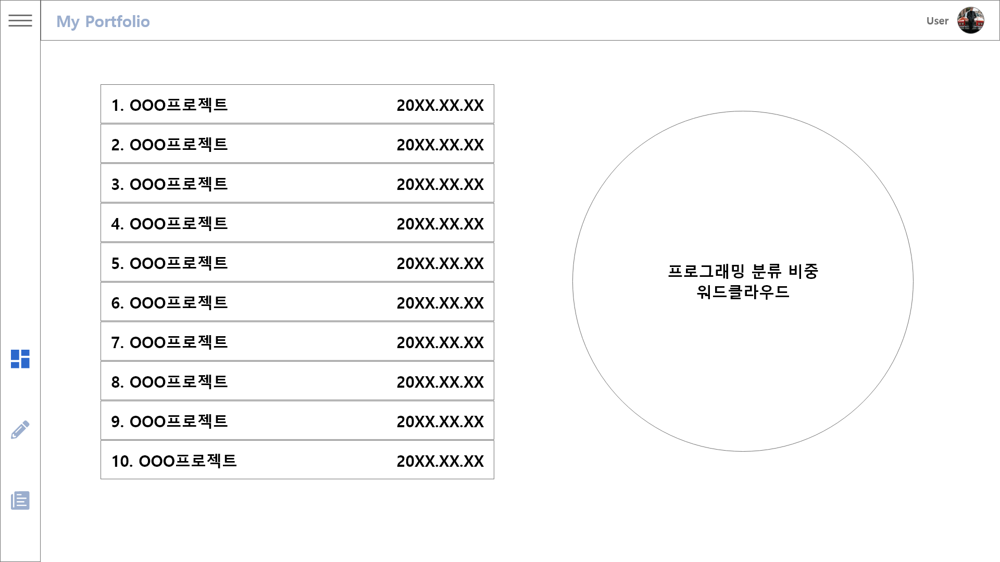 My Portfolio
User
1. OOO프로젝트 20XX.XX.XX
2. OOO프로젝트 20XX.XX.XX
3. OOO프로젝트 20XX.XX.XX
4. OOO프로젝트 20XX.XX.XX
5. OOO프로젝트 20XX.XX.XX
6. OOO프로젝트 20XX.XX.XX
7. OOO프로젝트 20XX.XX.XX
8. OOO프로젝트 20XX.XX.XX
9. OOO프로젝트 20XX.XX.XX
10. OOO프로젝트 20XX.XX.XX
프로그래밍 분류 비중
워드클라우드